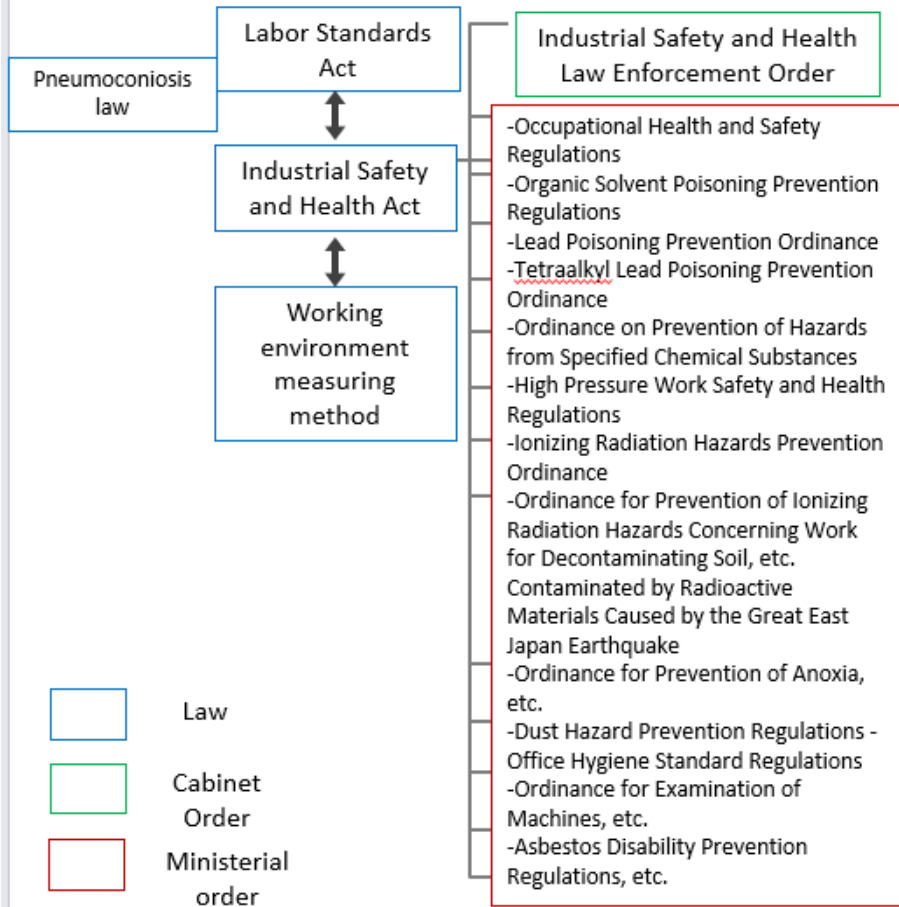 Pneumoconiosis
law
Labor Standards
Act
Industrial Safety
and Health Act
Working
environment
measuring
method
Industrial Safety and Health
Law Enforcement Order
-Occupational Health and Safety
Regulations
-Organic Solvent Poisoning Prevention
Regulations
-Lead Poisoning Prevention Ordinance
-Tetraalkyl Lead Poisoning Prevention
Ordinance
-Ordinance on Prevention of Hazards
from Specified Chemical Substances
-High Pressure Work Safety and Health
Regulations
-Ionizing Radiation Hazards Prevention
Ordinance
-Ordinance for Prevention of Ionizing
Radiation Hazards Concerning Work
for Decontaminating Soil, etc.
Contaminated by Radioactive
Materials Caused by the Great East
Japan Earthquake
-Ordinance for Prevention of Anoxia,
etc.
-Dust Hazard Prevention Regulations -
Office Hygiene Standard Regulations
-Ordinance for Examination of
Machines, etc.
-Asbestos Disability Prevention
Regulations, etc.
Law
Cabinet
Order
Ministerial
order